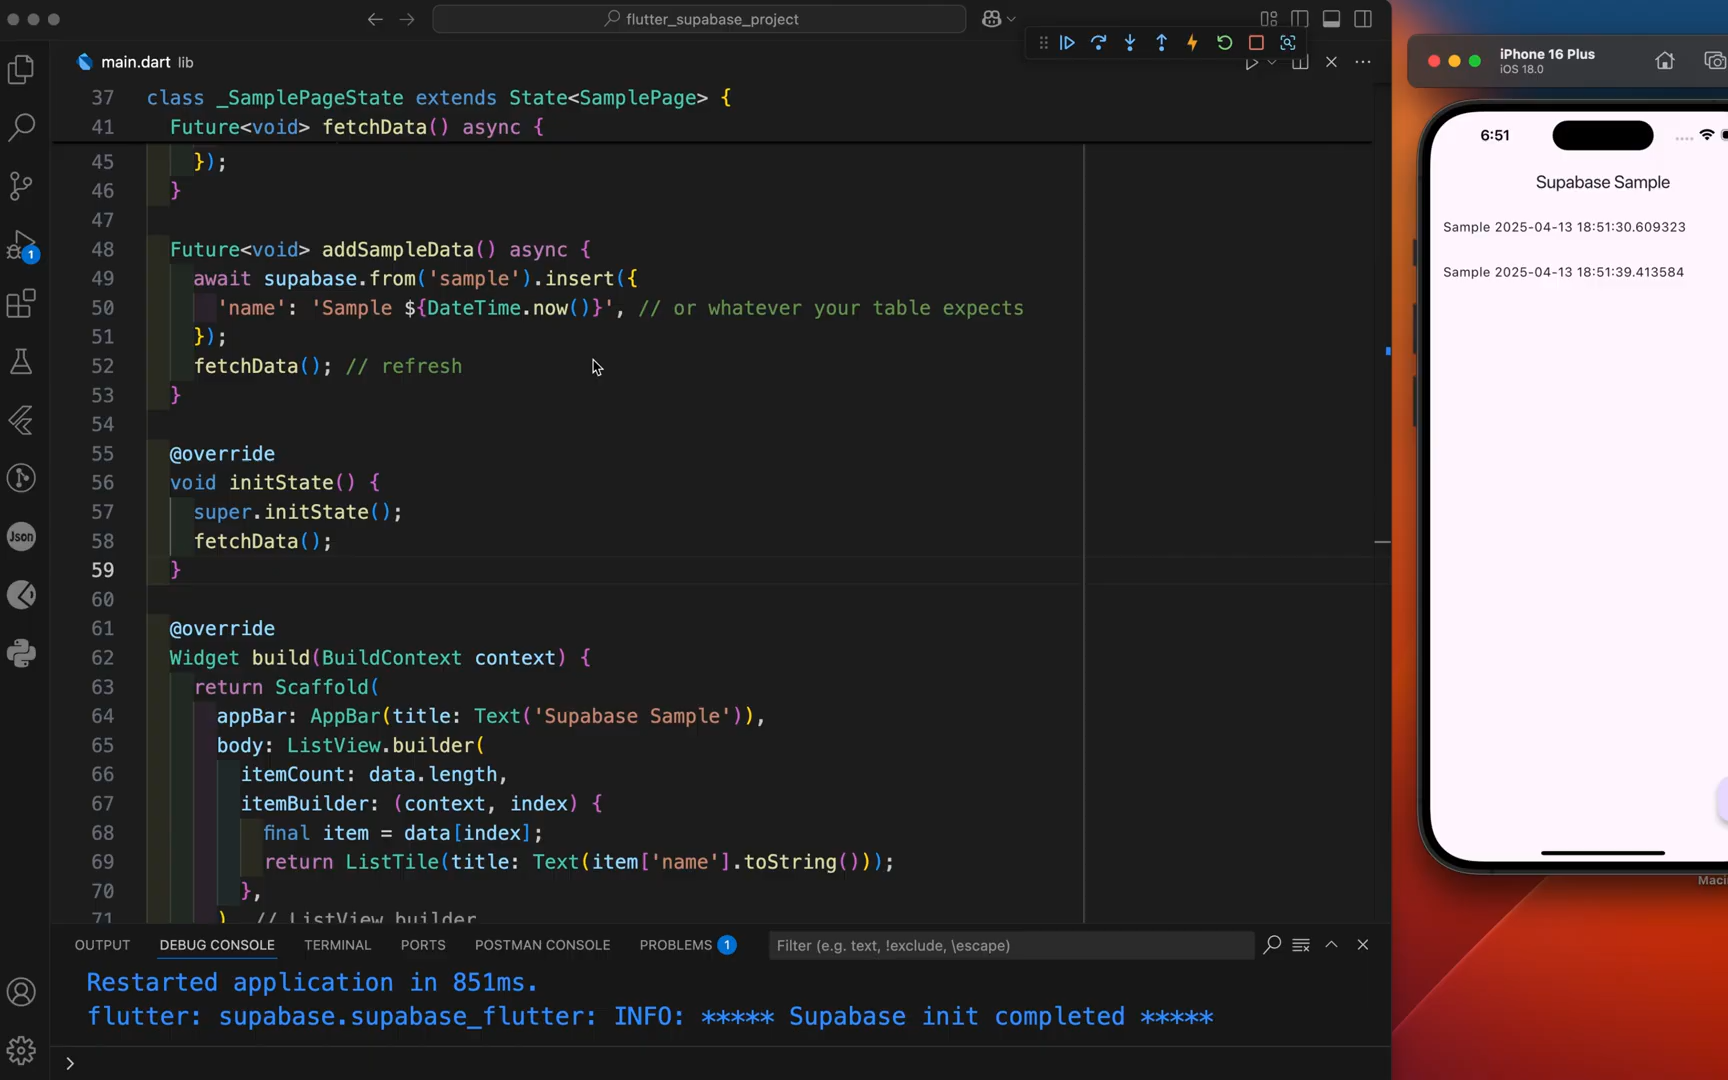 flutter_supabase_project
main.dart lib
37 class _SamplePageState extends State<SamplePage> {
41 Future<void> fetchData() async {
45 });
46 }
47
48 Future<void> addSampleData() async {
49 await supabase.from('sample').insert({
50 'name': 'Sample ${DateTime.now()}', // or whatever your table expects
51 });
52 fetchData(); // refresh
53 }
54
55 @override
56 void initState() {
57 super.initState();
58 fetchData();
59 }
60
61 @override
62 Widget build(BuildContext context) {
63 return Scaffold(
64 appBar: AppBar(title: Text('Supabase Sample')),
65 body: ListView.builder(
66 itemCount: data.length,
67 itemBuilder: (context, index) {
68 final item = data[index];
69 return ListTile(title: Text(item['name'].toString()));
70 },
71 ) // ListView builder
1
Json
OUTPUT DEBUG CONSOLE TERMINAL PORTS POSTMAN CONSOLE PROBLEMS 1 Filter (e.g. text, !exclude, \escape)
Restarted application in 851ms.
flutter: supabase.supabase_flutter: INFO: ***** Supabase init completed *****
>
iPhone 16 Plus
iOS 18.0
6:51
Supabase Sample
Sample 2025-04-13 18:51:30.609323
Sample 2025-04-13 18:51:39.413584